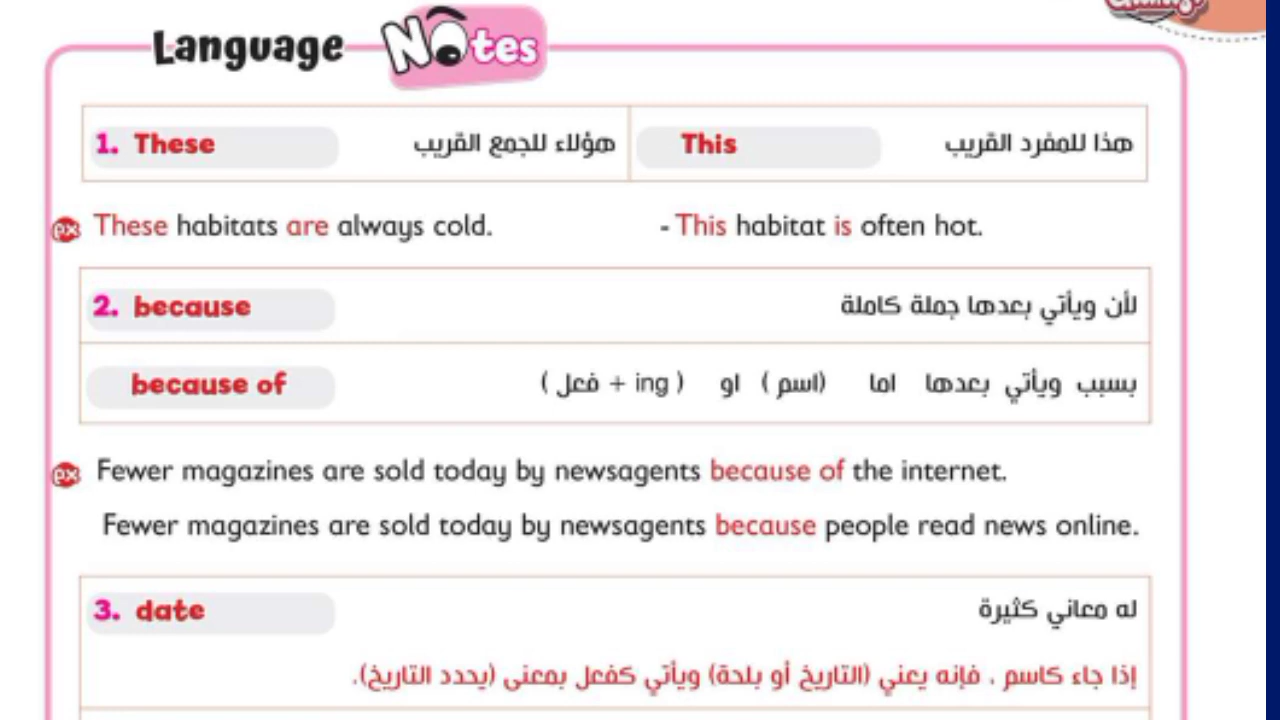 Language Notes
1. These هؤلاء للجمع القريب This هذا للمفرد القريب
ex These habitats are always cold. - This habitat is often hot.
2. because لأن ويأتي بعدها جملة كاملة
because of بسبب ويأتي بعدها اما (اسم) او (فعل + ing)
ex Fewer magazines are sold today by newsagents because of the internet.
Fewer magazines are sold today by newsagents because people read news online.
3. date له معاني كثيرة
إذا جاء كاسم ، فإنه يعني (التاريخ أو بلحة) ويأتي كفعل بمعنى (يحدد التاريخ).